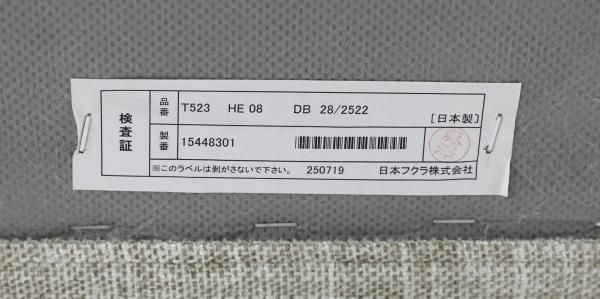 検査証
品番 T523 HE 08 DB 28/2522 [日本製]
製番 15448301
※このラベルは剥がさないで下さい。 250719 日本フクラ株式会社